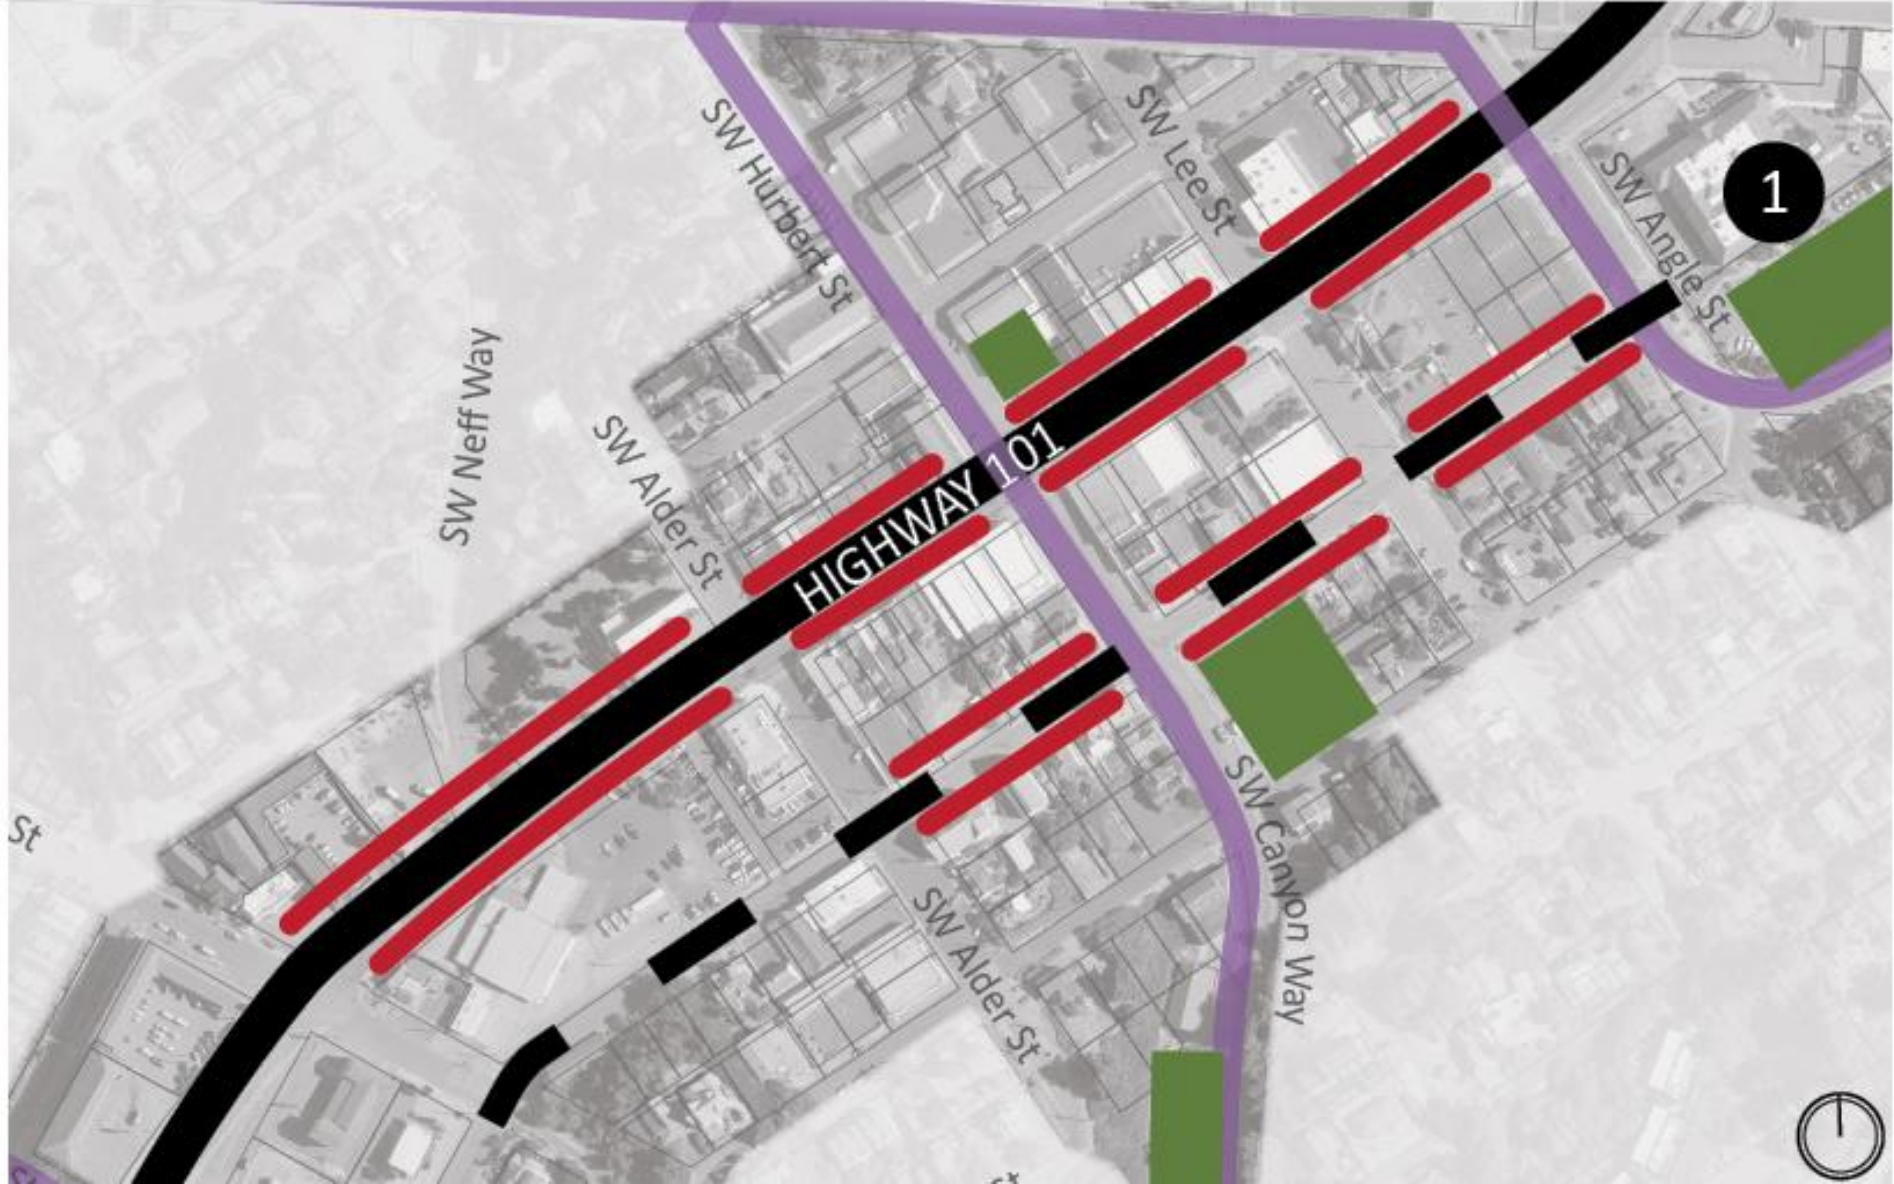 SW Hurbert St
SW Lee St
SW Angle St
1
SW Neff Way
SW Alder St
HIGHWAY 101
St
SW Canyon Way
SW Alder St